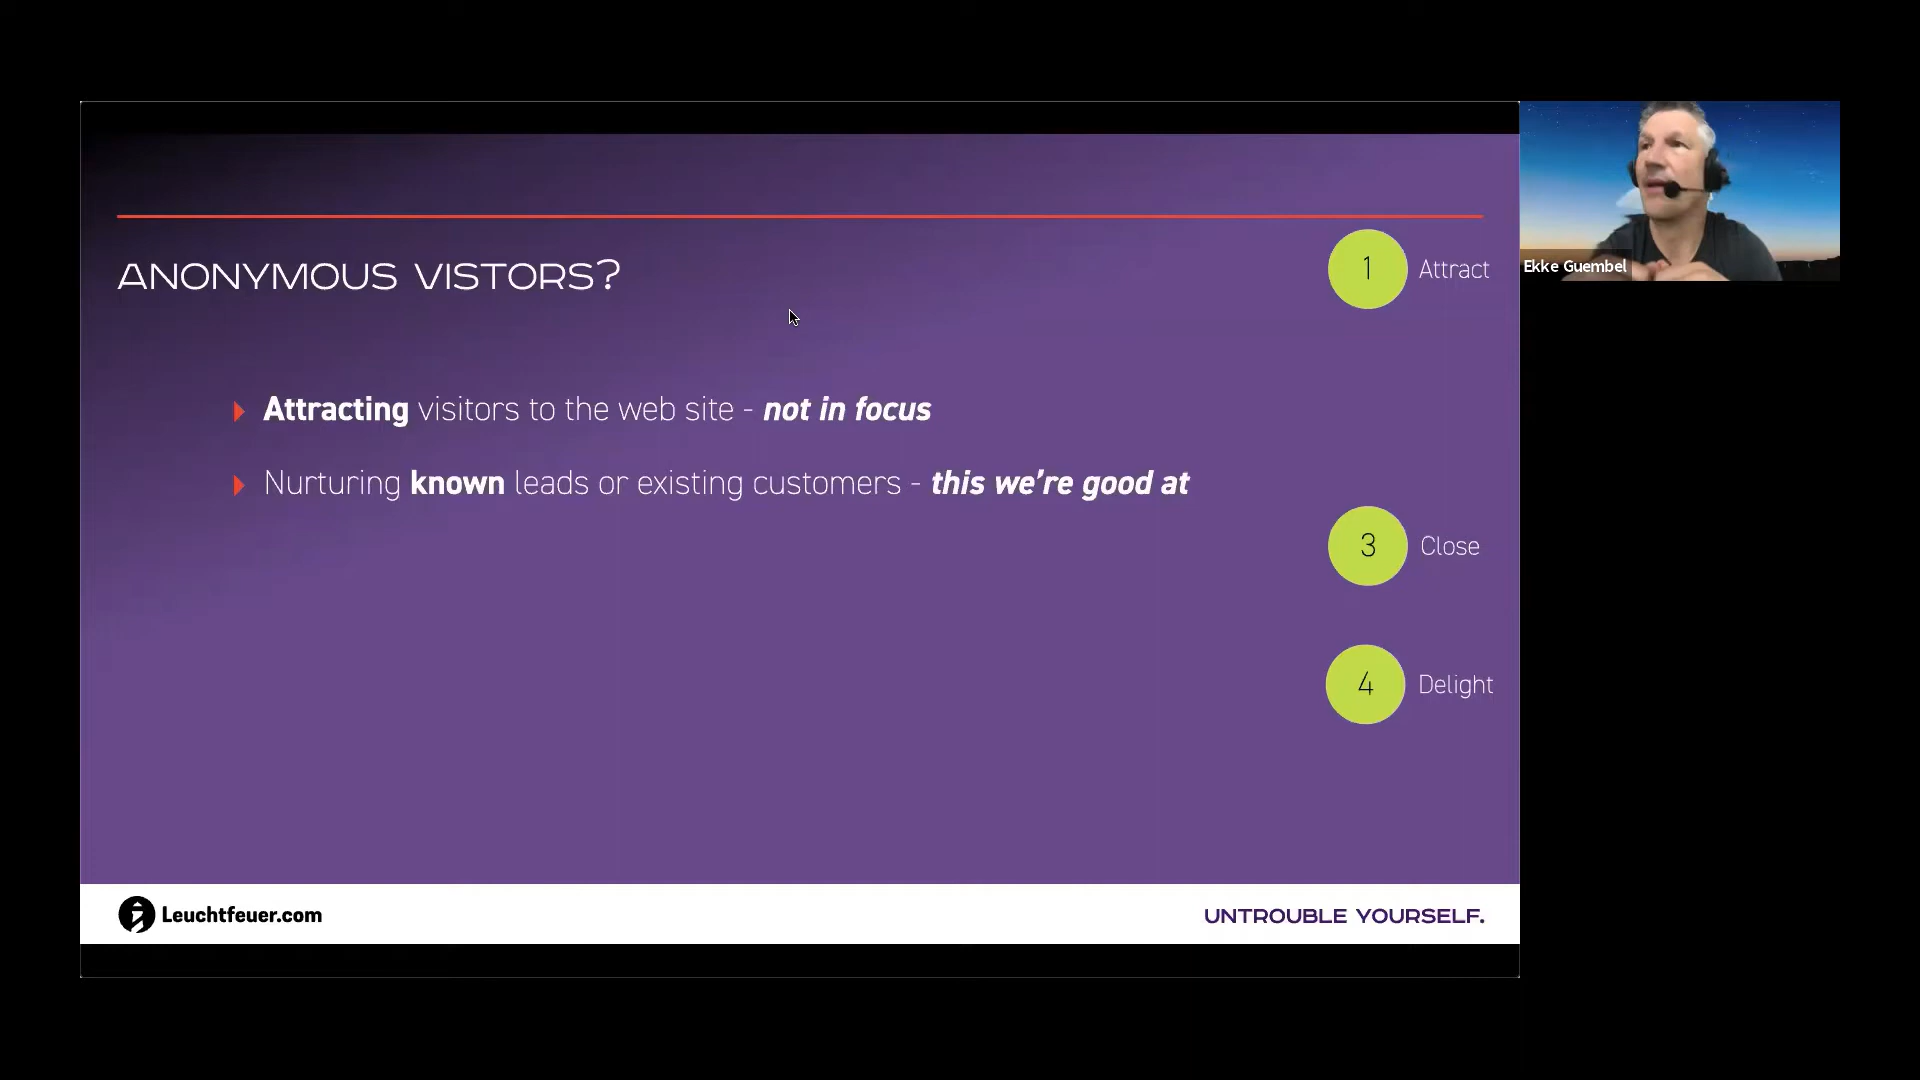 ANONYMOUS VISTORS?
1 Attract
Attracting visitors to the web site - not in focus
Nurturing known leads or existing customers - this we're good at
3 Close
4 Delight
Leuchtfeuer.com
UNTROUBLE YOURSELF.
Ekke Guembel